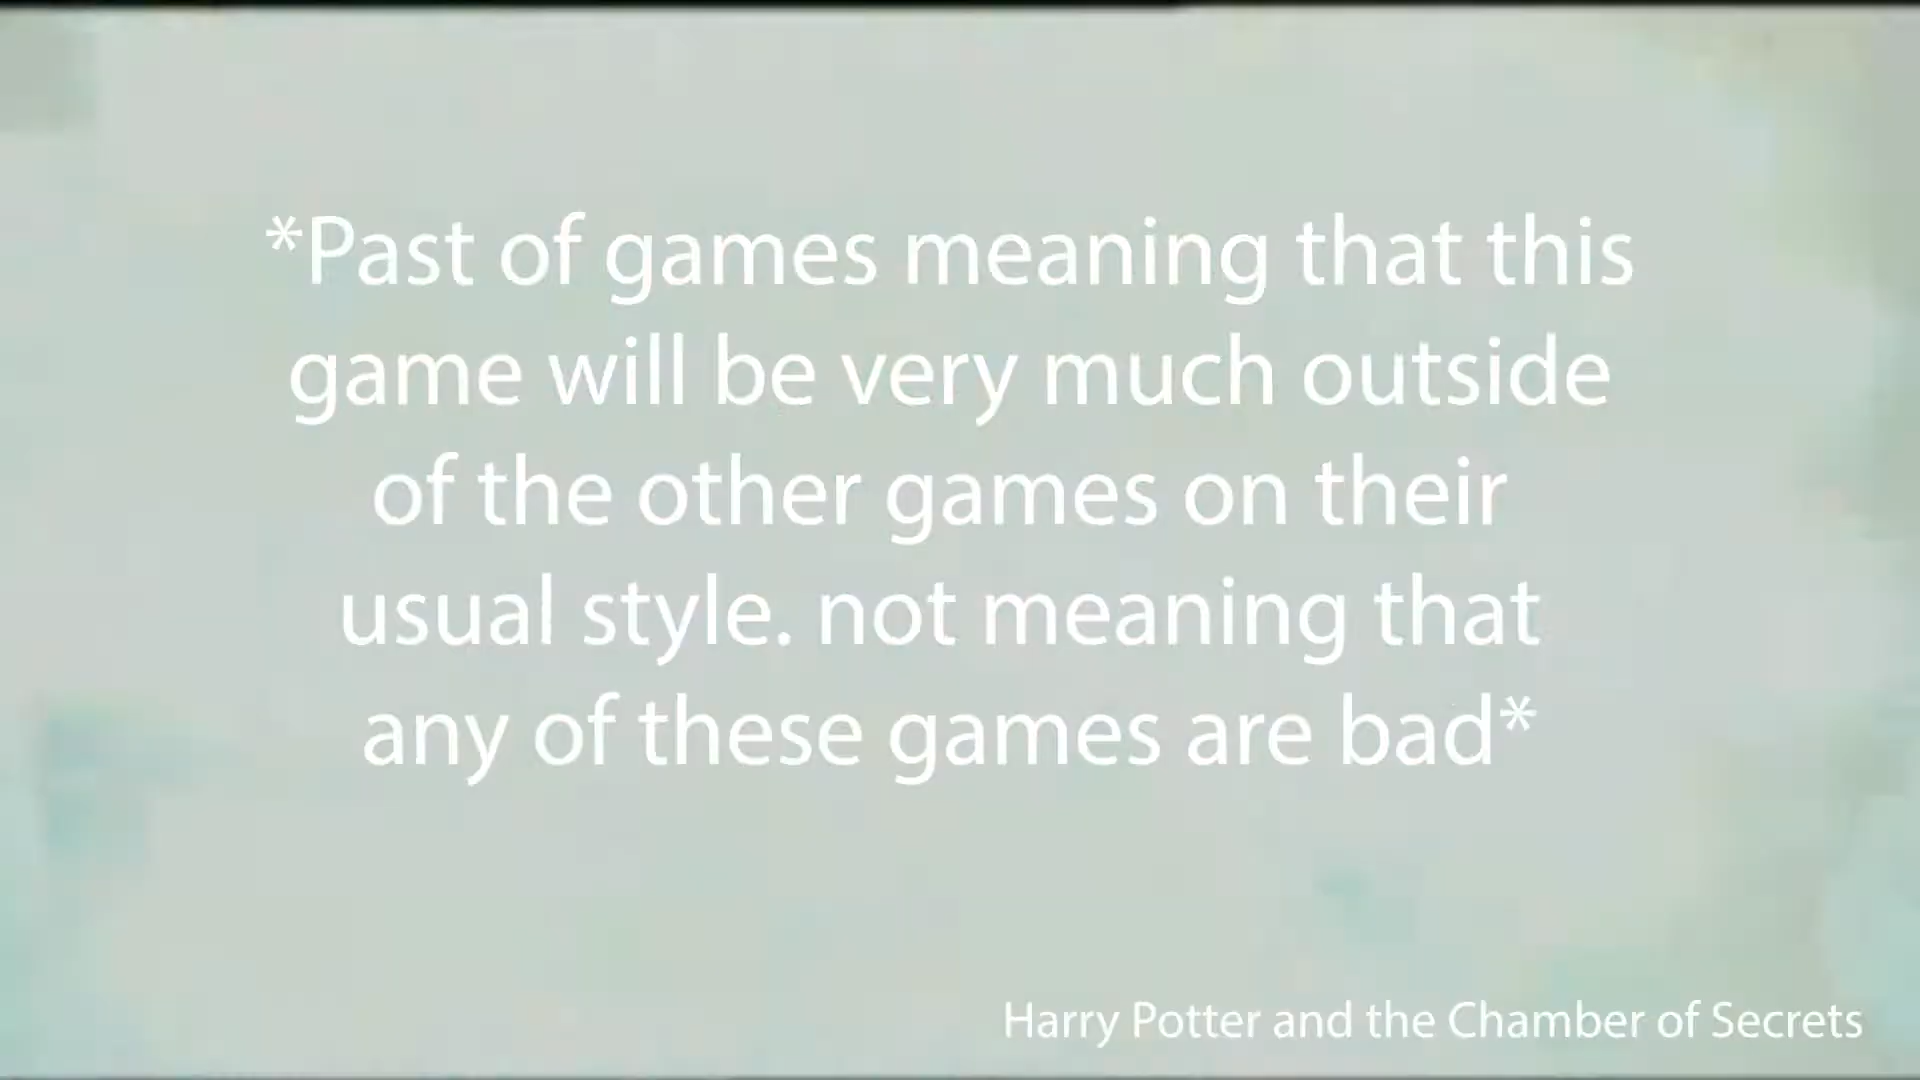 *Past of games meaning that this
game will be very much outside
of the other games on their
usual style. not meaning that
any of these games are bad*
Harry Potter and the Chamber of Secrets